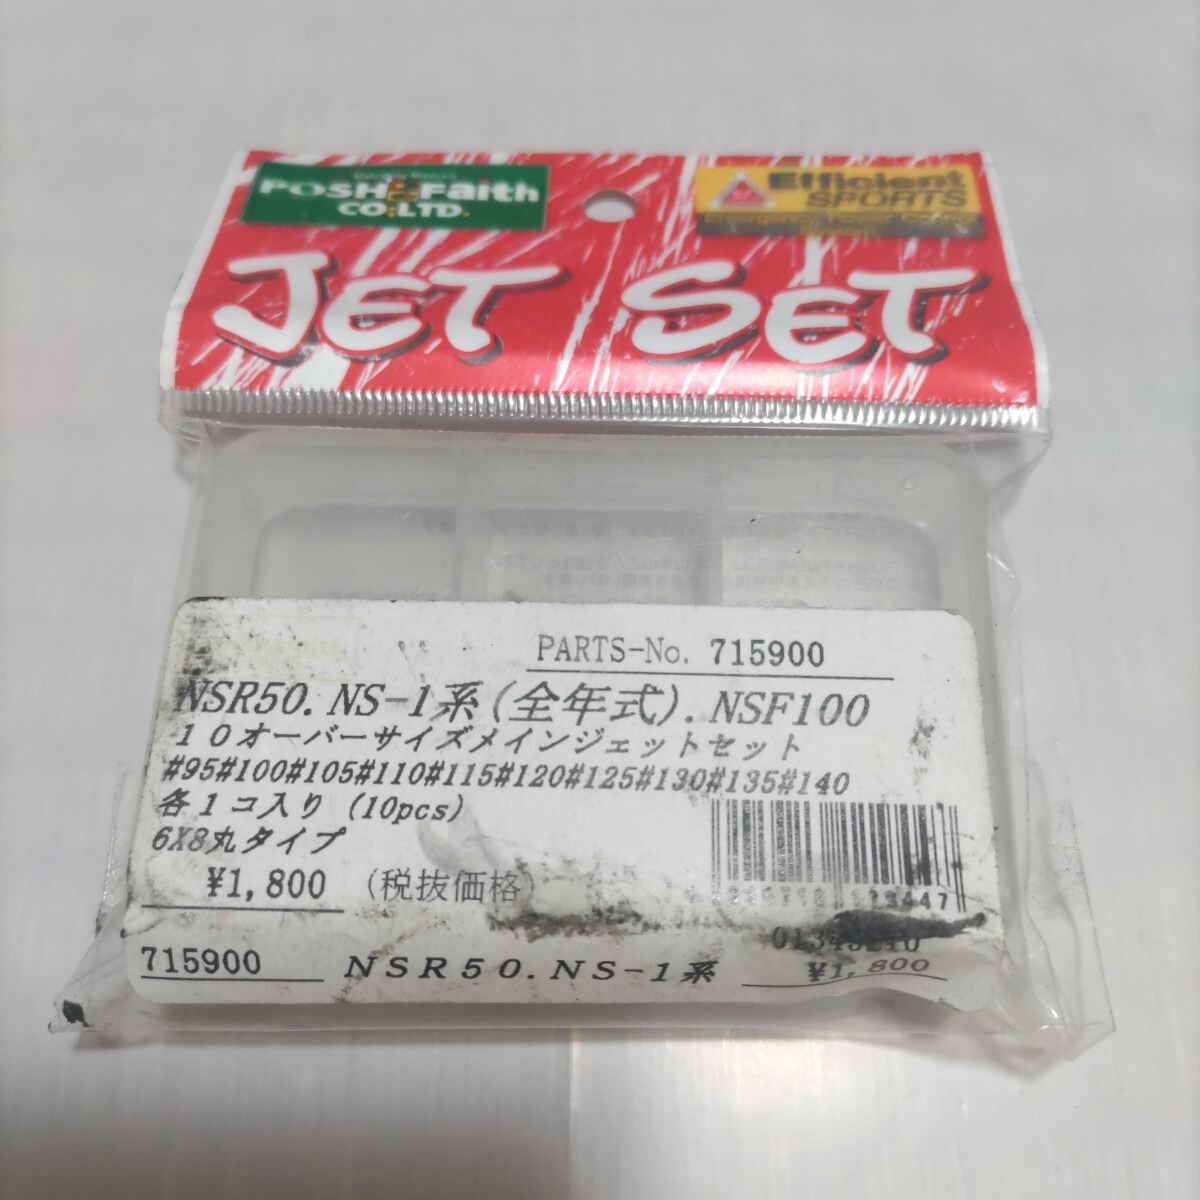 POSH Faith
CO.LTD.
Efficient
SPORTS
JET SET
PARTS-No. 715900
NSR50. NS-1系(全年式). NSF100
10オーバーサイズメインジェットセット
#95#100#105#110#115#120#125#130#135#140
各1コ入り (10pcs)
6X8丸タイプ
¥1,800 (税抜価格)
715900 NSR50. NS-1系 ¥1,800